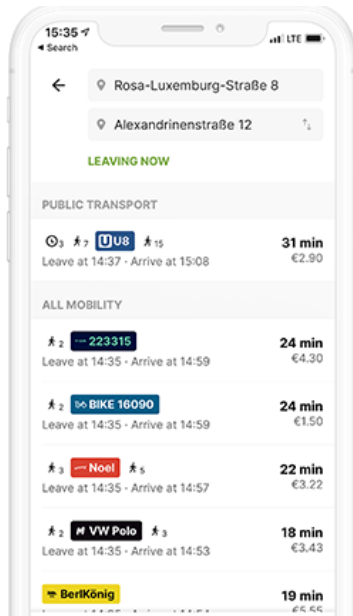 15:35
LTE
◀ Search
Rosa-Luxemburg-Straße 8
Alexandrinenstraße 12
LEAVING NOW
PUBLIC TRANSPORT
3 7 U U8 15 31 min
Leave at 14:37 · Arrive at 15:08 €2.90
ALL MOBILITY
2 223315 24 min
Leave at 14:35 · Arrive at 14:59 €4.30
2 BIKE 16090 24 min
Leave at 14:35 · Arrive at 14:59 €1.50
3 Noel 5 22 min
Leave at 14:35 · Arrive at 14:57 €3.22
2 VW Polo 3 18 min
Leave at 14:35 · Arrive at 14:53 €3.43
BerlKönig 19 min
€5.55